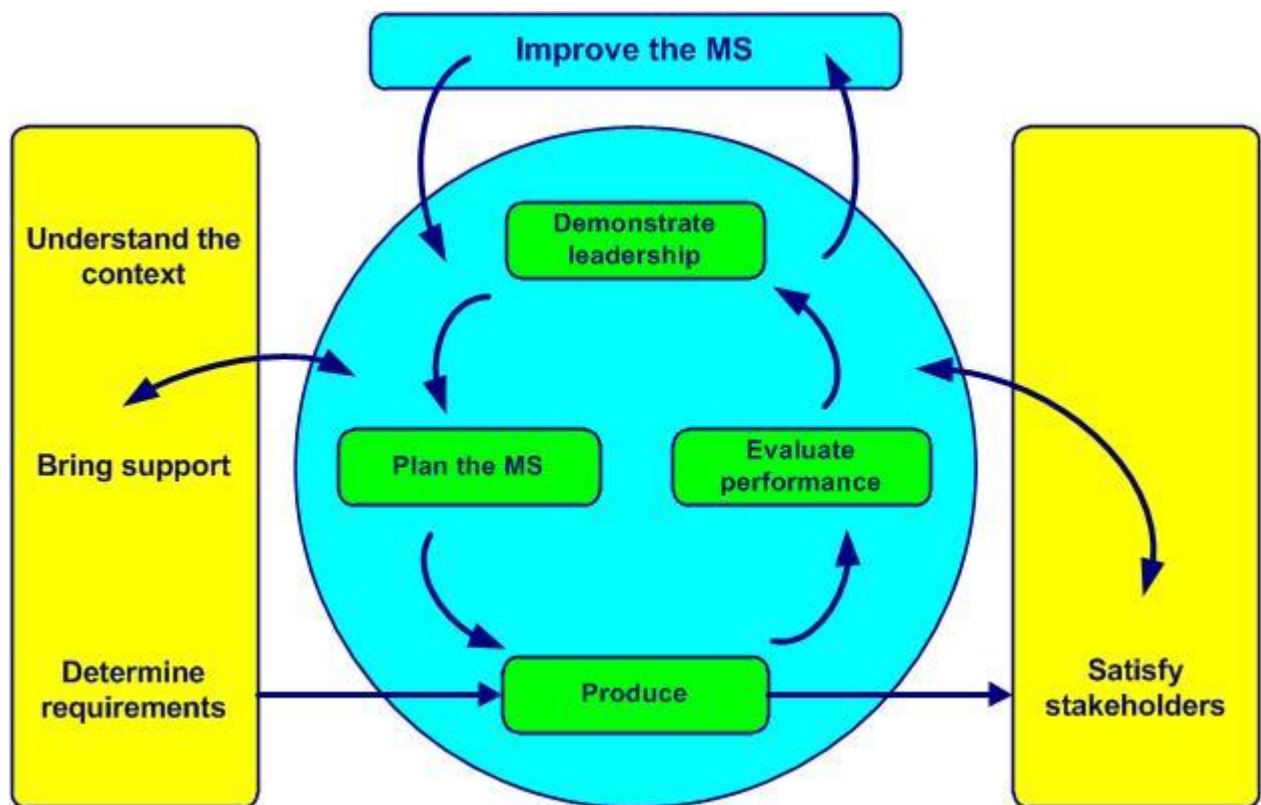 Improve the MS
Understand the
context
Bring support
Determine
requirements
Demonstrate
leadership
Plan the MS
Evaluate
performance
Produce
Satisfy
stakeholders